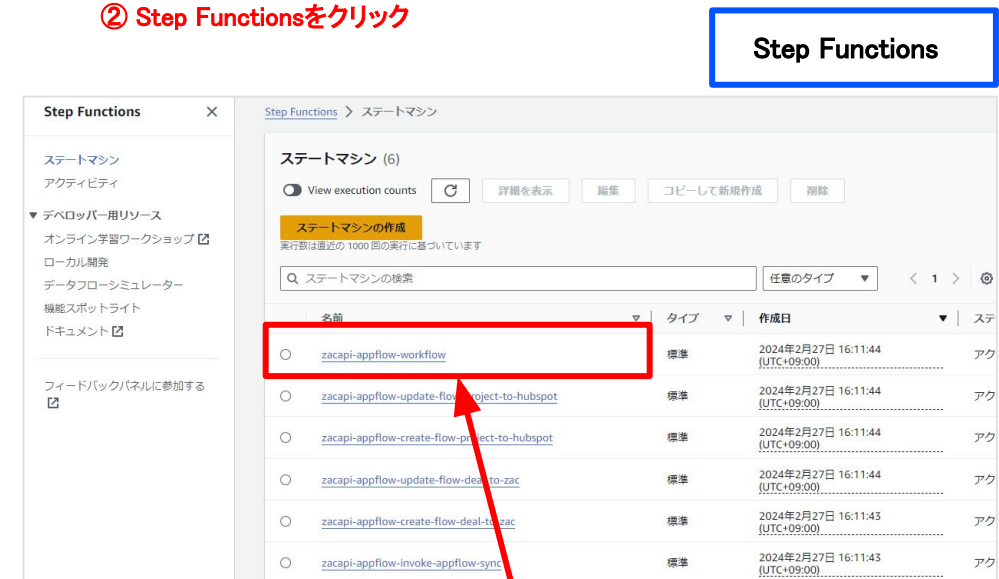 ② Step Functionsをクリック
Step Functions
Step Functions
ステートマシン
アクティビティ
デベロッパー用リソース
オンライン学習ワークショップ
ローカル開発
データフローシミュレーター
機能スポットライト
ドキュメント
フィードバックパネルに参加する
Step Functions > ステートマシン
ステートマシン (6)
View execution counts 詳細を表示 編集 コピーして新規作成 削除
ステートマシンの作成
実行数は直近の 1000 回の実行に基づいています
ステートマシンの検索 任意のタイプ < 1 >
名前 タイプ 作成日 ステ
zacapi-appflow-workflow 標準 2024年2月27日 16:11:44 アク
(UTC+09:00)
zacapi-appflow-update-flow-project-to-hubspot 標準 2024年2月27日 16:11:44 アク
(UTC+09:00)
zacapi-appflow-create-flow-project-to-hubspot 標準 2024年2月27日 16:11:44 アク
(UTC+09:00)
zacapi-appflow-update-flow-deal-to-zac 標準 2024年2月27日 16:11:44 アク
(UTC+09:00)
zacapi-appflow-create-flow-deal-to-zac 標準 2024年2月27日 16:11:43 アク
(UTC+09:00)
zacapi-appflow-invoke-appflow-sync 標準 2024年2月27日 16:11:43 アク
(UTC+09:00)